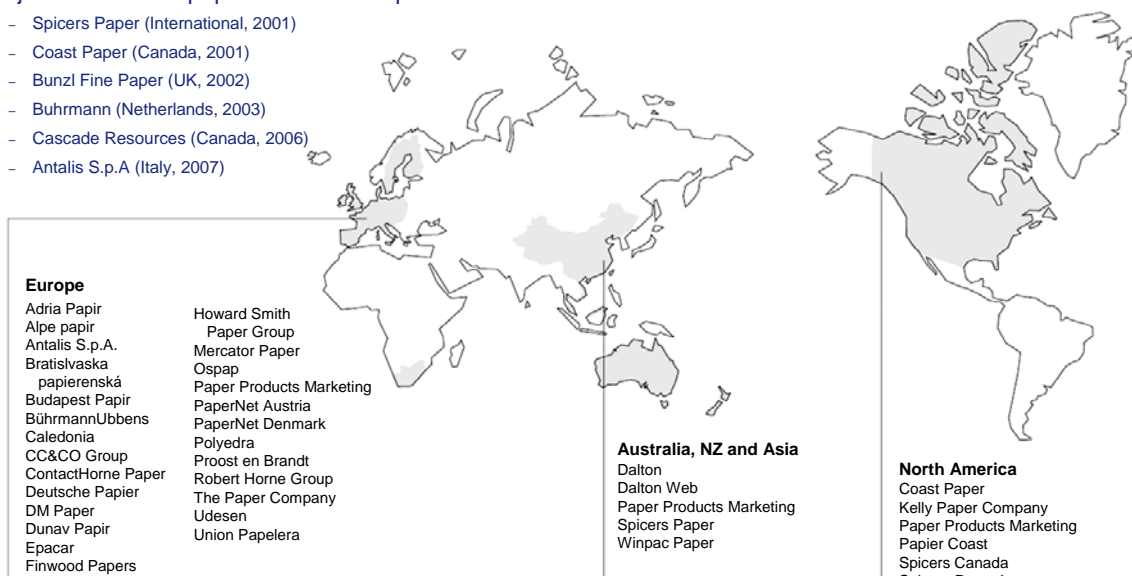 – Spicers Paper (International, 2001)
– Coast Paper (Canada, 2001)
– Bunzl Fine Paper (UK, 2002)
– Buhrmann (Netherlands, 2003)
– Cascade Resources (Canada, 2006)
– Antalis S.p.A (Italy, 2007)
Europe
Adria Papir
Alpe papir
Antalis S.p.A.
Bratislvaska
papierenská
Budapest Papir
BührmannUbbens
Caledonia
CC&CO Group
ContactHorne Paper
Deutsche Papier
DM Paper
Dunav Papir
Epacar
Finwood Papers
Howard Smith
Paper Group
Mercator Paper
Ospap
Paper Products Marketing
PaperNet Austria
PaperNet Denmark
Polyedra
Proost en Brandt
Robert Horne Group
The Paper Company
Udesen
Union Papelera
Australia, NZ and Asia
Dalton
Dalton Web
Paper Products Marketing
Spicers Paper
Winpac Paper
North America
Coast Paper
Kelly Paper Company
Paper Products Marketing
Papier Coast
Spicers Canada